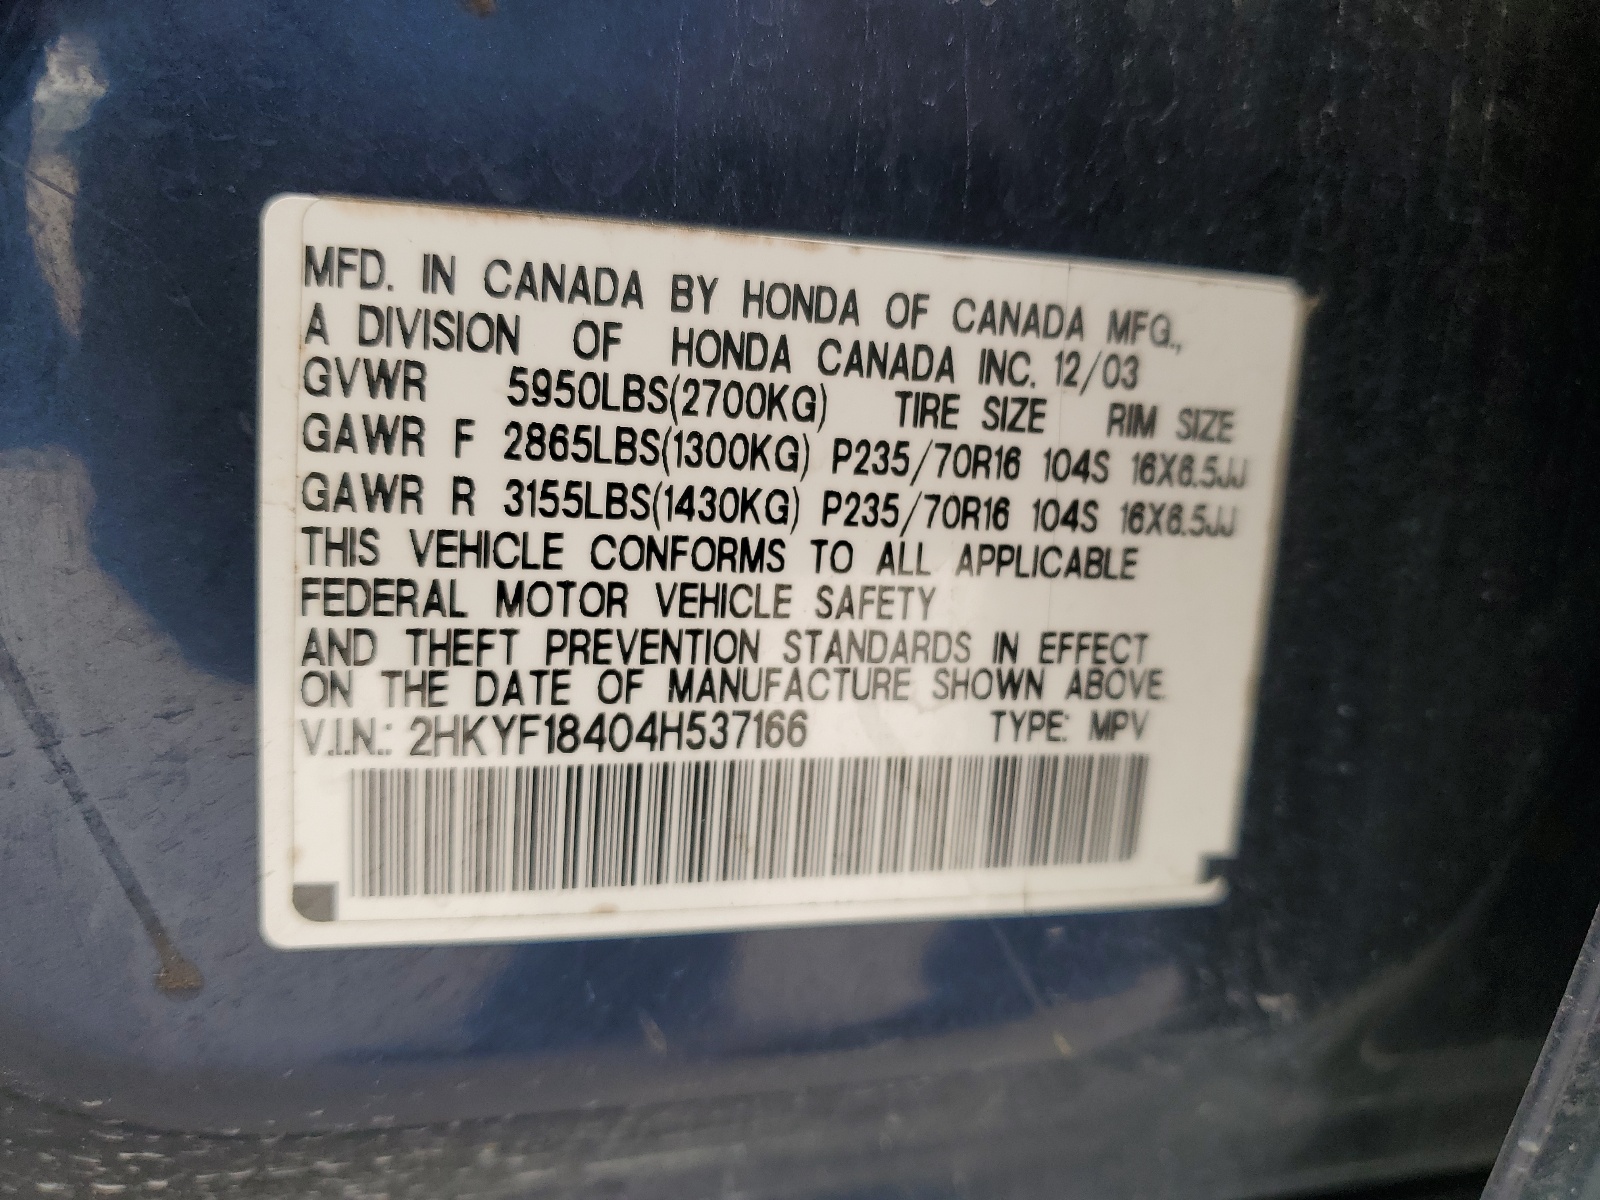 MFD. IN CANADA BY HONDA OF CANADA MFG.,
A DIVISION OF HONDA CANADA INC. 12/03
GVWR 5950LBS(2700KG) TIRE SIZE RIM SIZE
GAWR F 2865LBS(1300KG) P235/70R16 104S 16X6.5JJ
GAWR R 3155LBS(1430KG) P235/70R16 104S 16X6.5JJ
THIS VEHICLE CONFORMS TO ALL APPLICABLE
FEDERAL MOTOR VEHICLE SAFETY
AND THEFT PREVENTION STANDARDS IN EFFECT
ON THE DATE OF MANUFACTURE SHOWN ABOVE.
V.I.N.: 2HKYF18404H537166 TYPE: MPV